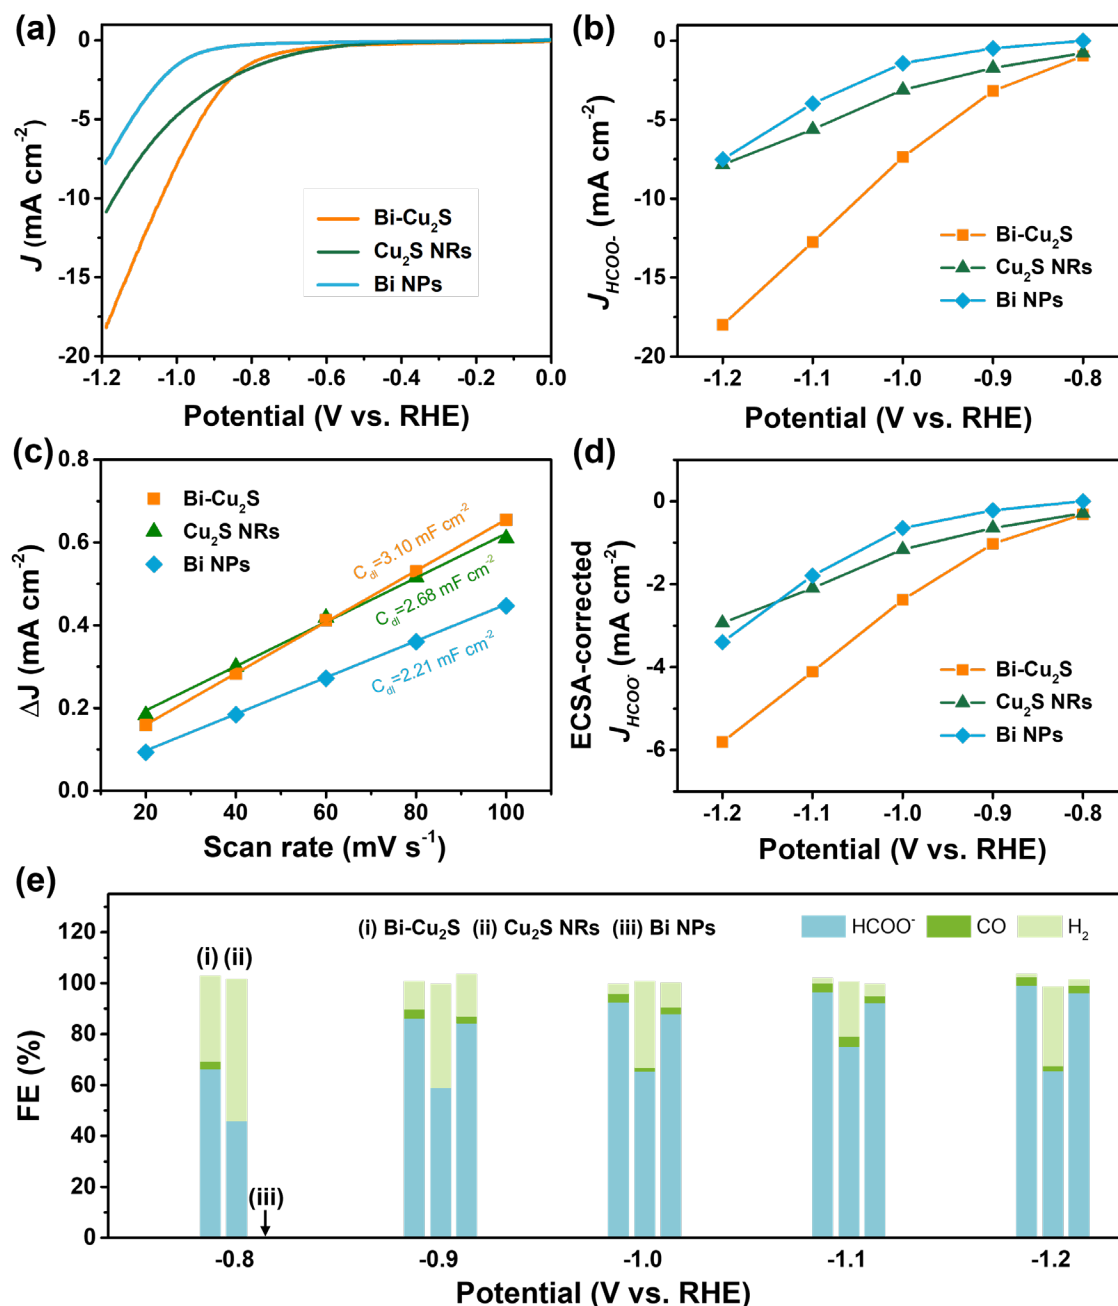 (a)
J (mA cm⁻²)
0
-5
-10
-15
-20
Bi-Cu₂S
Cu₂S NRs
Bi NPs
-1.2 -1.0 -0.8 -0.6 -0.4 -0.2 0.0
Potential (V vs. RHE)
(b)
J_HCOO- (mA cm⁻²)
0
-5
-10
-15
-20
Bi-Cu₂S
Cu₂S NRs
Bi NPs
-1.2 -1.1 -1.0 -0.9 -0.8
Potential (V vs. RHE)
(c)
ΔJ (mA cm⁻²)
0.8
0.6
0.4
0.2
0.0
Bi-Cu₂S
Cu₂S NRs
Bi NPs
C_dl=3.10 mF cm⁻²
C_dl=2.68 mF cm⁻²
C_dl=2.21 mF cm⁻²
20 40 60 80 100
Scan rate (mV s⁻¹)
(d)
ECSA-corrected
J_HCOO⁻ (mA cm⁻²)
0
-2
-4
-6
Bi-Cu₂S
Cu₂S NRs
Bi NPs
-1.2 -1.1 -1.0 -0.9 -0.8
Potential (V vs. RHE)
(e)
FE (%)
120
100
80
60
40
20
0
(i) Bi-Cu₂S (ii) Cu₂S NRs (iii) Bi NPs
HCOO⁻ CO H₂
(i) (ii)
(iii)
-0.8 -0.9 -1.0 -1.1 -1.2
Potential (V vs. RHE)